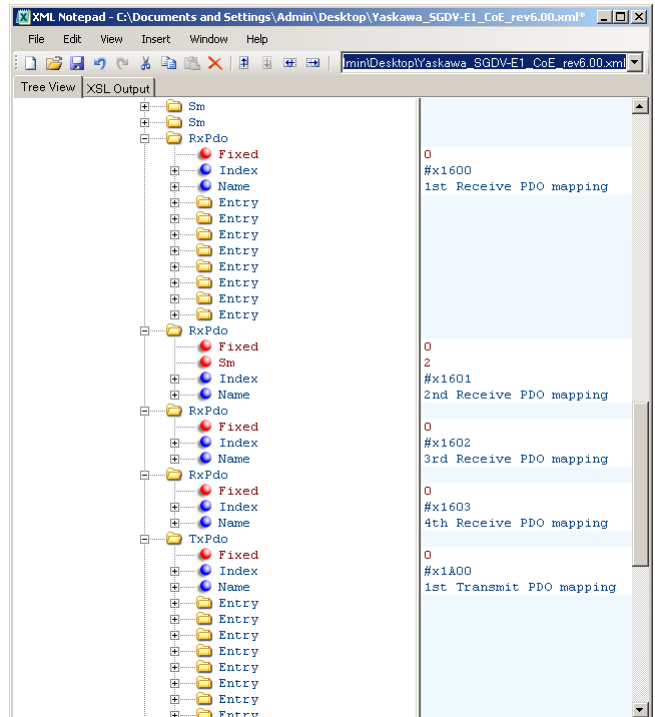 XML Notepad - C:\Documents and Settings\Admin\Desktop\Yaskawa_SGDV-E1_CoE_rev6.00.xml*
File Edit View Insert Window Help
lmin\Desktop\Yaskawa_SGDV-E1_CoE_rev6.00.xml
Tree View XSL Output
Sm
Sm
RxPdo
Fixed 0
Index #x1600
Name 1st Receive PDO mapping
Entry
Entry
Entry
Entry
Entry
Entry
Entry
Entry
RxPdo
Fixed 0
Sm 2
Index #x1601
Name 2nd Receive PDO mapping
RxPdo
Fixed 0
Index #x1602
Name 3rd Receive PDO mapping
RxPdo
Fixed 0
Index #x1603
Name 4th Receive PDO mapping
TxPdo
Fixed 0
Index #x1A00
Name 1st Transmit PDO mapping
Entry
Entry
Entry
Entry
Entry
Entry
Entry
Entry